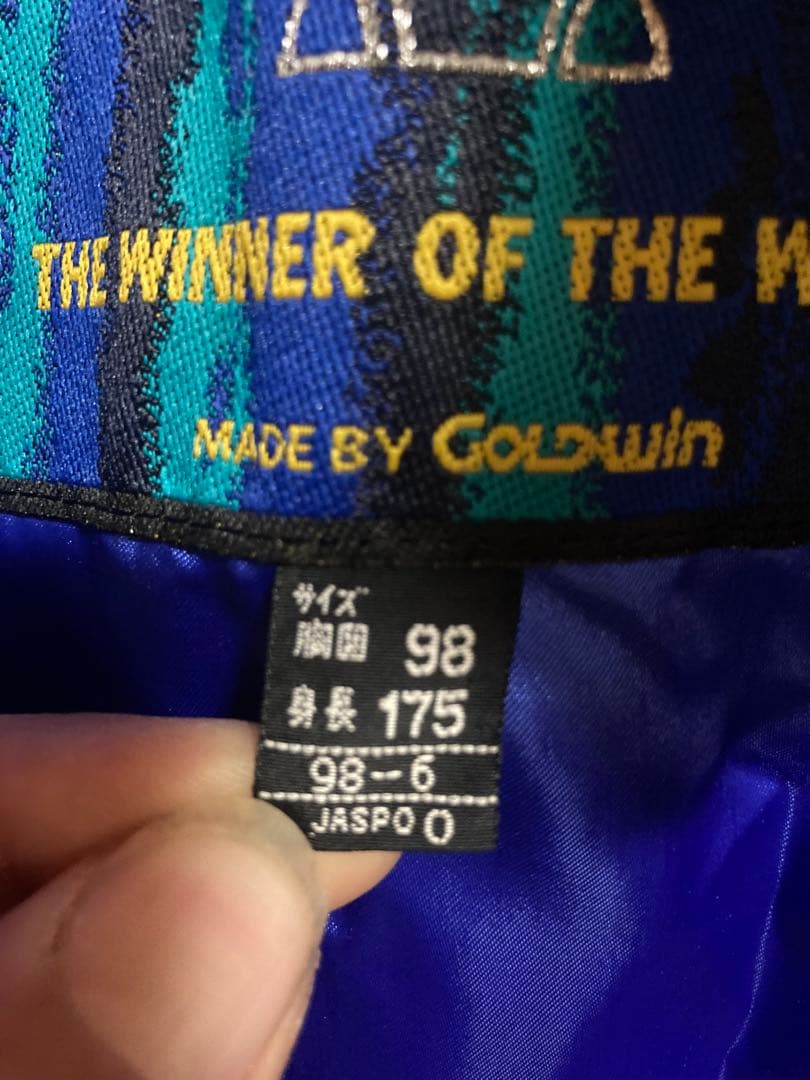 THE WINNER OF THE W
MADE BY GOLDWIN
サイズ
胸囲 98
身長 175
98-6
JASPO O